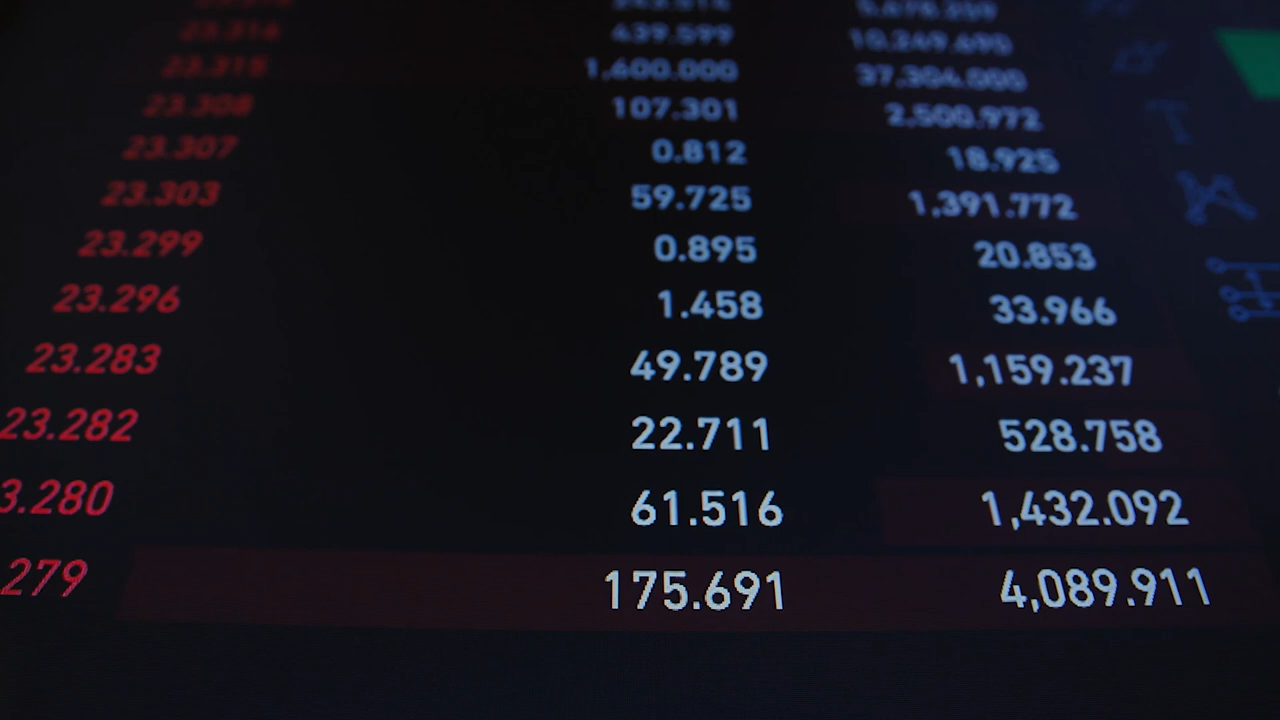 23.316 439.599 10,249.690
23.315 1,600.000 37,304.000
23.308 107.301 2,500.972
23.307 0.812 18.925
23.303 59.725 1,391.772
23.299 0.895 20.853
23.296 1.458 33.966
23.283 49.789 1,159.237
23.282 22.711 528.758
3.280 61.516 1,432.092
279 175.691 4,089.911